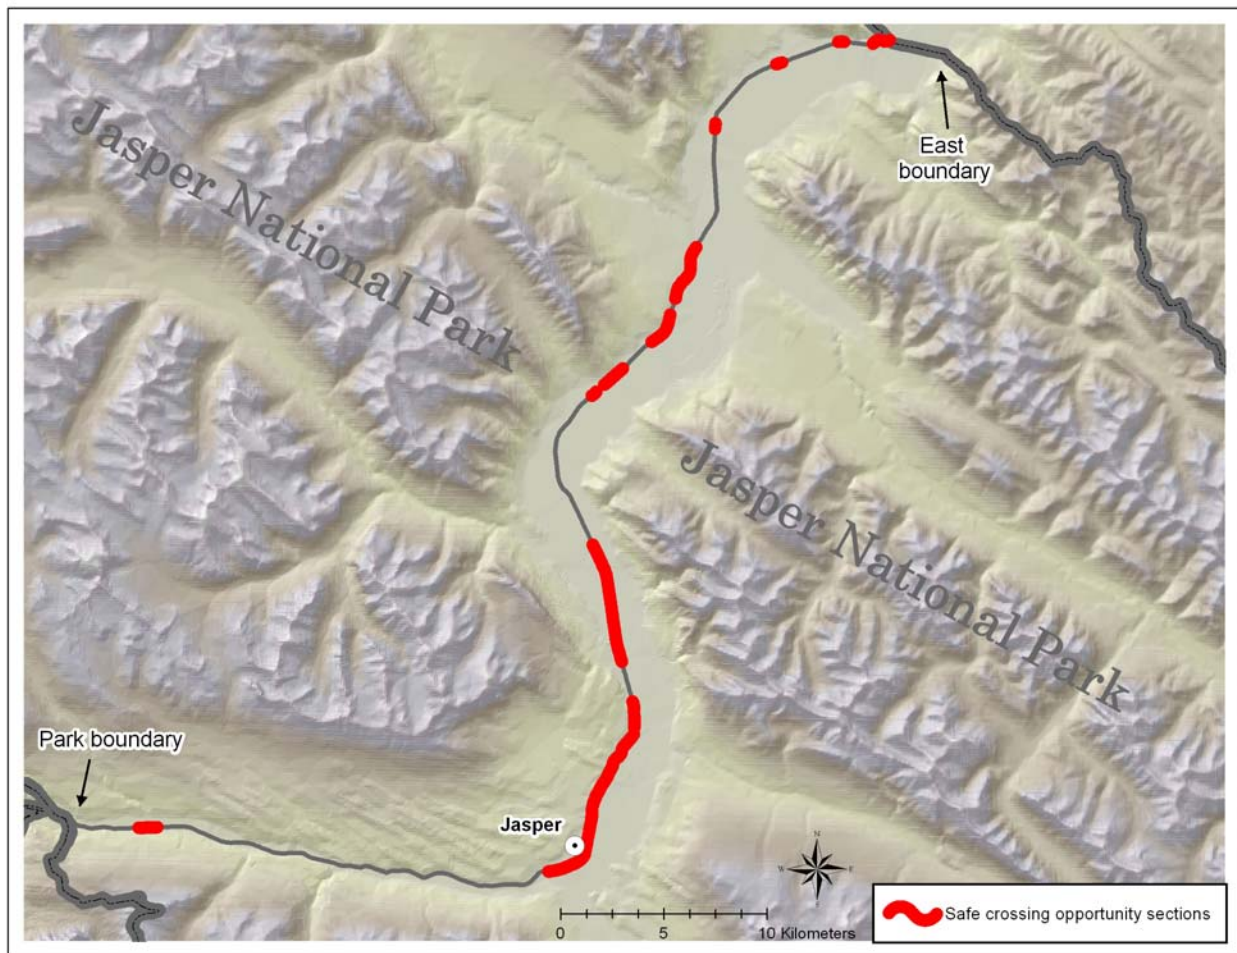 Jasper National Park
East
boundary
Jasper National Park
Park boundary
Jasper
N
W
E
S
0 5 10 Kilometers
Safe crossing opportunity sections